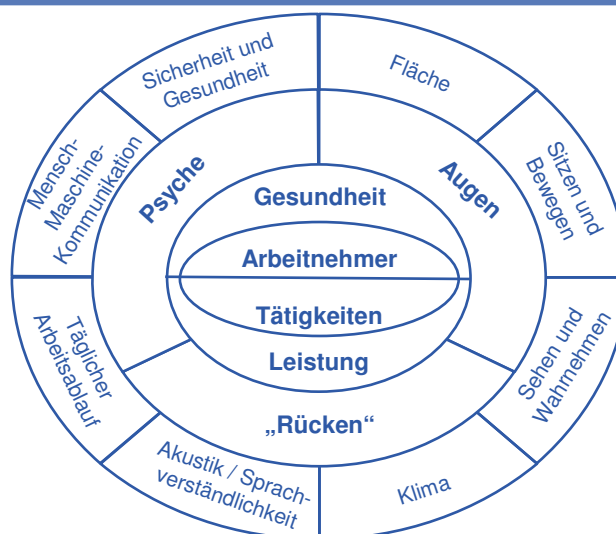 Sicherheit und
Gesundheit
Fläche
Mensch-
Maschine-
Kommunikation
Sitzen und
Bewegen
Psyche
Augen
Gesundheit
Arbeitnehmer
Tätigkeiten
Leistung
„Rücken“
Täglicher
Arbeitsablauf
Sehen und
Wahrnehmen
Akustik / Sprach-
verständlichkeit
Klima